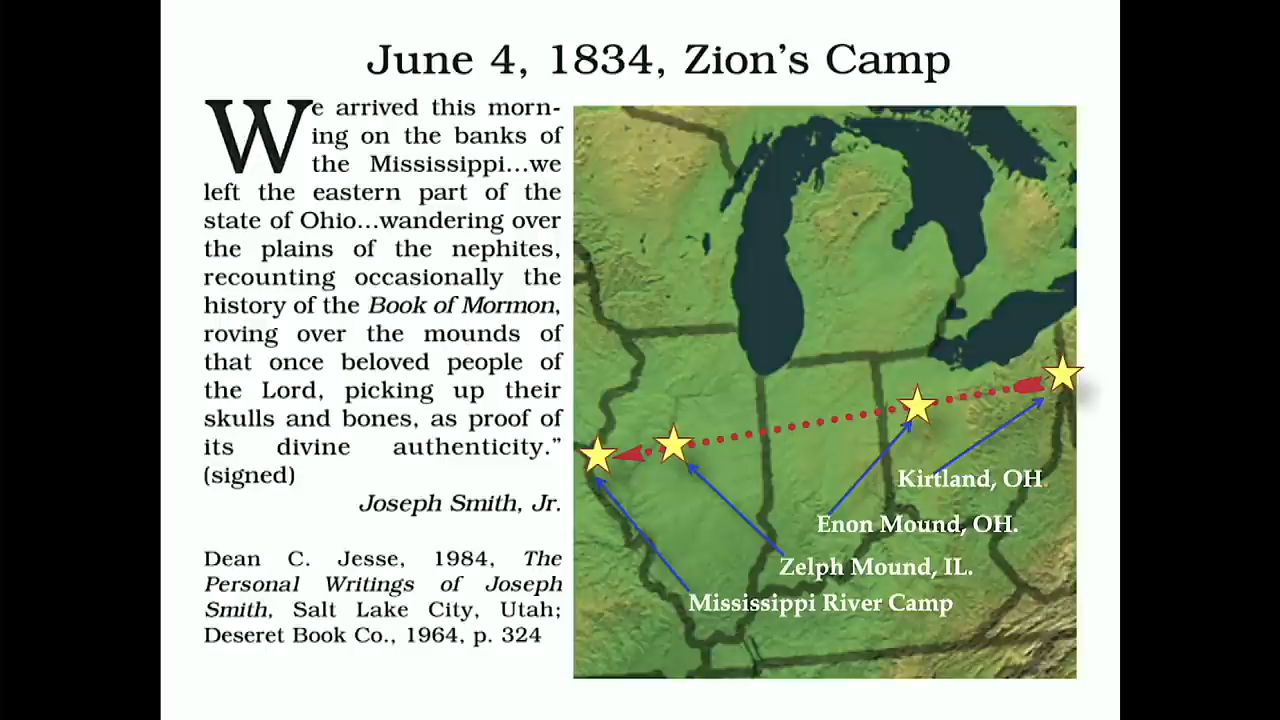 June 4, 1834, Zion's Camp
We arrived this morn-
ing on the banks of
the Mississippi...we
left the eastern part of the
state of Ohio...wandering over
the plains of the nephites,
recounting occasionally the
history of the Book of Mormon,
roving over the mounds of
that once beloved people of
the Lord, picking up their
skulls and bones, as proof of
its divine authenticity."
(signed)
Joseph Smith, Jr.
Dean C. Jesse, 1984, The
Personal Writings of Joseph
Smith, Salt Lake City, Utah;
Deseret Book Co., 1964, p. 324
Kirtland, OH
Enon Mound, OH.
Zelph Mound, IL.
Mississippi River Camp